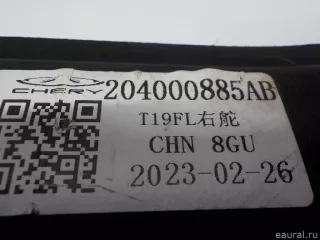 CHERY 204000885AB
T19FL右舵
CHN 8GU
2023-02-26
eaural.ru